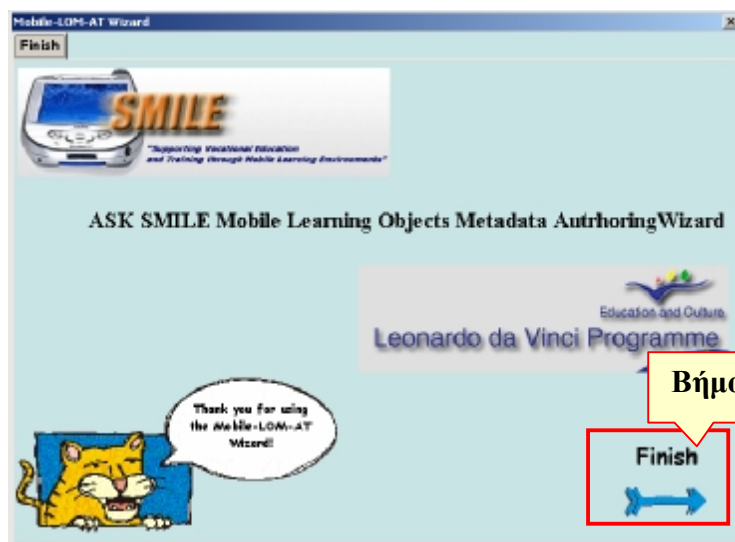 Mobile-LOM-AT Wizard
Finish
SMILE
"Supporting Vocational Education
and Training through Mobile Learning Environments"
ASK SMILE Mobile Learning Objects Metadata AutrhoringWizard
Education and Culture
Leonardo da Vinci Programme
Βήμα
Thank you for using
the Mobile-LOM-AT
Wizard!
Finish